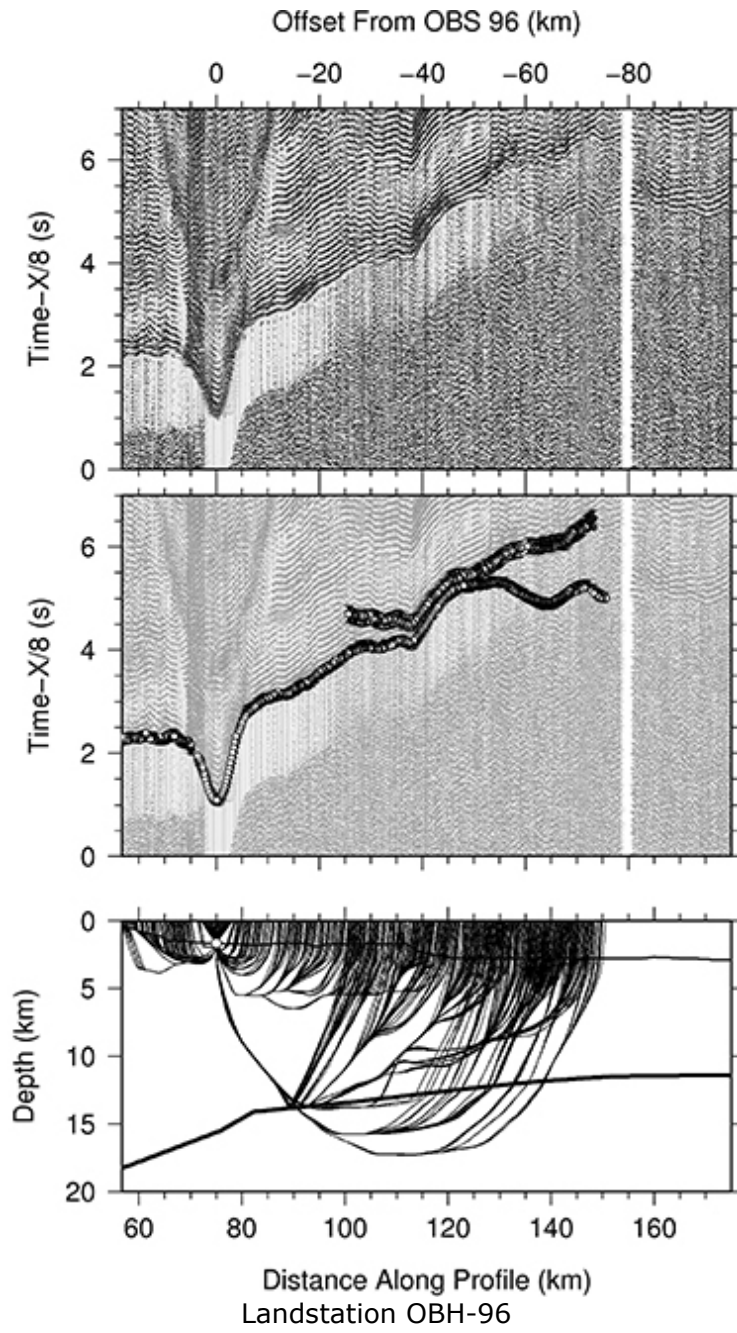 Offset From OBS 96 (km)
0 −20 −40 −60 −80
6
4
2
0
Time−X/8 (s)
6
4
2
0
Time−X/8 (s)
0
5
10
15
20
Depth (km)
60 80 100 120 140 160
Distance Along Profile (km)
Landstation OBH-96